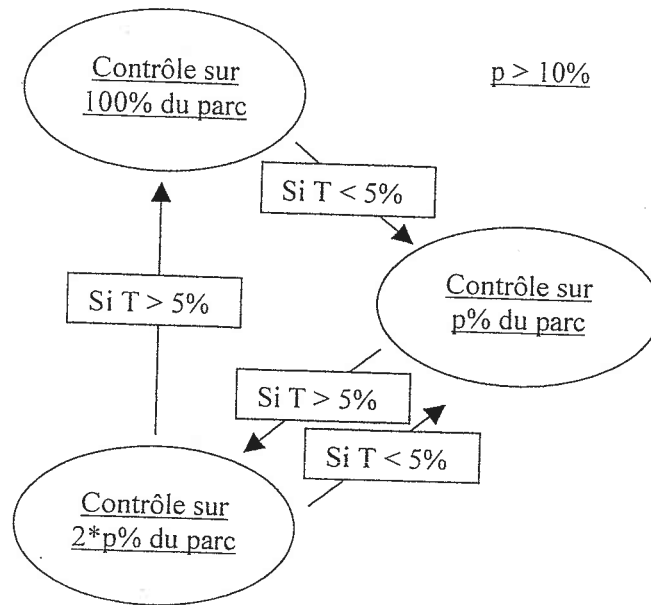 Contrôle sur
100% du parc
p > 10%
Si T < 5%
Si T > 5%
Contrôle sur
p% du parc
Si T > 5%
Si T < 5%
Contrôle sur
2*p% du parc